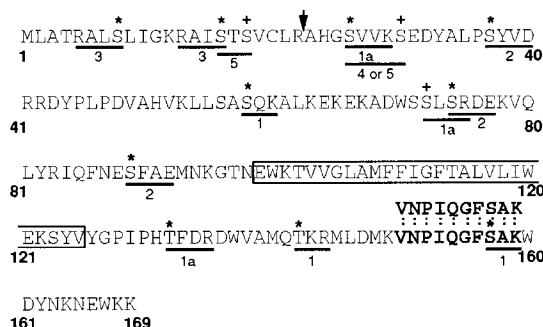 * * + * + *
MLATRALSLIGKRAISTSVCLRAHGSVVKSEDYALPSYVD
1 3 3 5 1a 2 40
4 or 5
* + *
RRDYPLPDVAHVKLLSASQKALKEKEKADWSSLSRDEKVQ
41 1 1a 2 80
*
LYRIQFNESFAEMNKGTNEWKTVVGLAMFFIGFTALVLIW
81 2 120
VNPIQGFSAK
: : : : : : : : : :
* * *
EKSYVYGPIPHTFDRDWVAMQTKRMLDMKVNPIQGFSAKW
121 1a 1 1 160
DYNKNEWKK
161 169